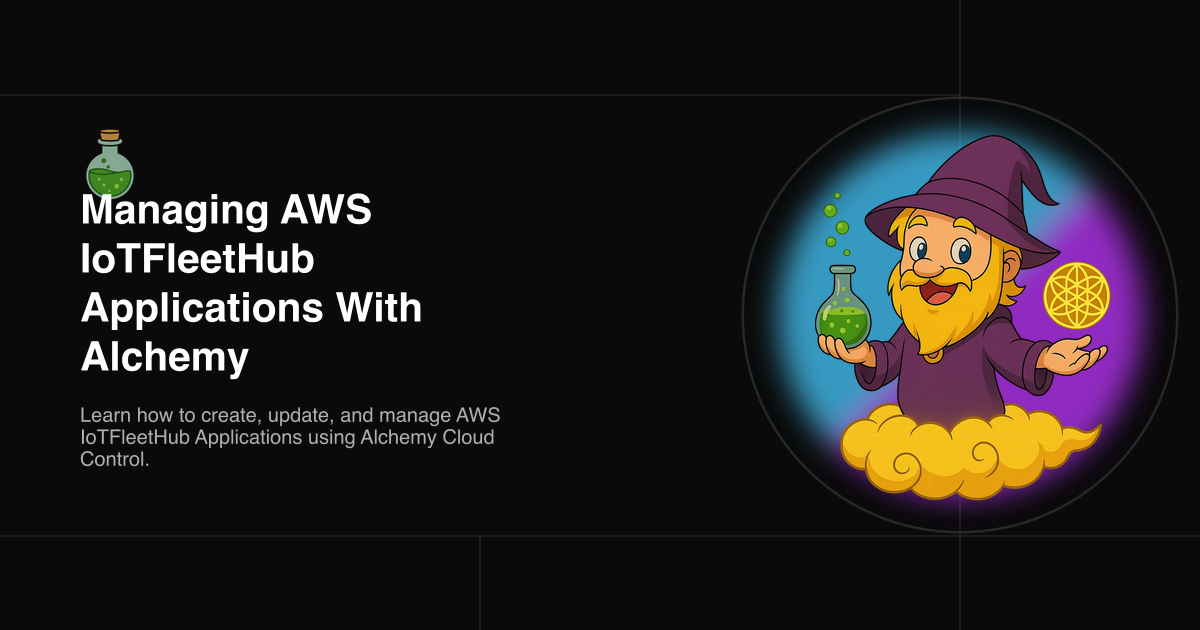 Managing AWS
IoTFleetHub
Applications With
Alchemy
Learn how to create, update, and manage AWS
IoTFleetHub Applications using Alchemy Cloud
Control.